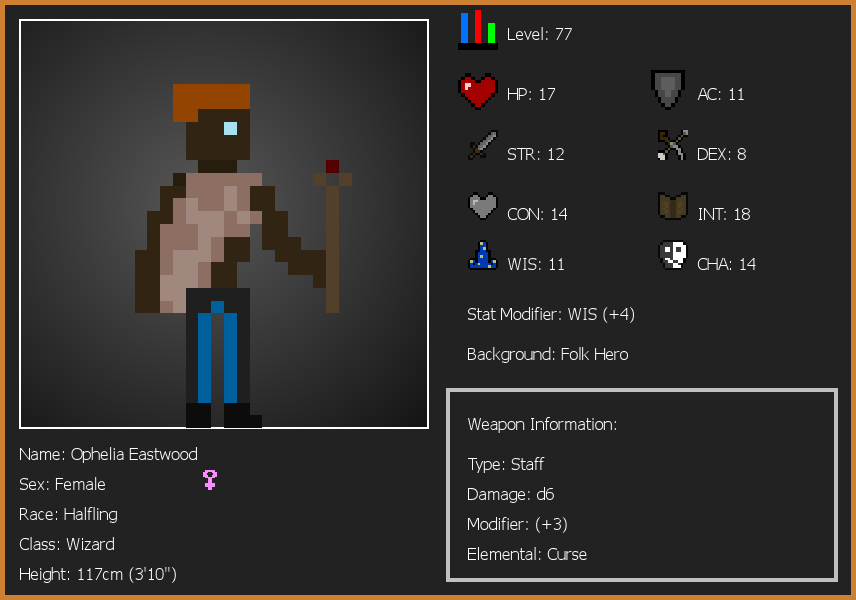 Level: 77
HP: 17
AC: 11
STR: 12
DEX: 8
CON: 14
INT: 18
WIS: 11
CHA: 14
Stat Modifier: WIS (+4)
Background: Folk Hero
Weapon Information:
Type: Staff
Damage: d6
Modifier: (+3)
Elemental: Curse
Name: Ophelia Eastwood
Sex: Female
Race: Halfling
Class: Wizard
Height: 117cm (3'10")